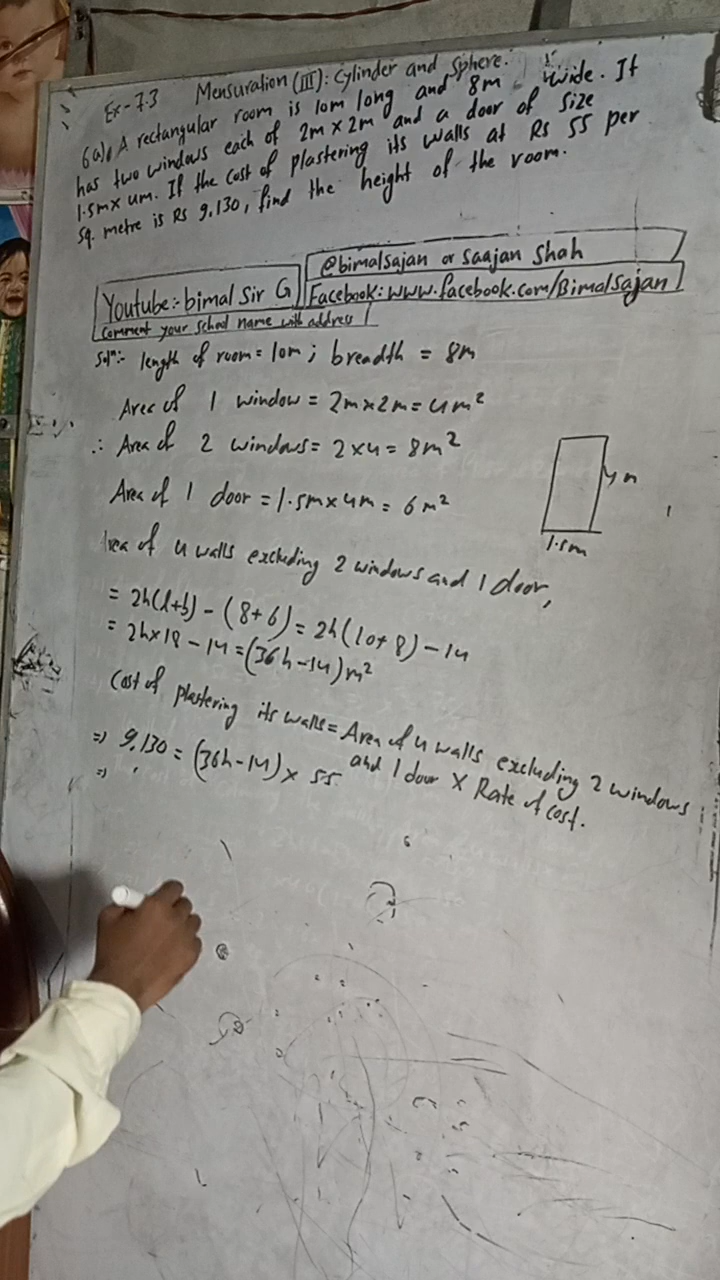 Ex-7.3 Mensuration (III): Cylinder and Sphere.
6a) A rectangular room is 10m long and 8m wide. It
has two windows each of 2m × 2m and a door of size
1.5m × 4m. If the cost of plastering its walls at Rs 55 per
sq. metre is Rs 9,130, find the height of the room.
@bimalsajan or Saajan Shah
Youtube:- bimal Sir G
Facebook: www.facebook.com/Bimalsajan
Comment your school name with address
Solⁿ:- length of room = 10m ; breadth = 8m
Area of 1 window = 2m×2m = 4m²
∴ Area of 2 windows = 2×4 = 8m²
Area of 1 door = 1.5m×4m = 6m²
4m
1.5m
Area of 4 walls excluding 2 windows and 1 door,
= 2h(l+b) - (8+6) = 2h(10+8) - 14
= 2h×18 - 14 = (36h-14)m²
Cost of plastering its walls = Area of 4 walls excluding 2 windows
and 1 door × Rate of cost.
⇒ 9,130 = (36h-14) × 55
⇒